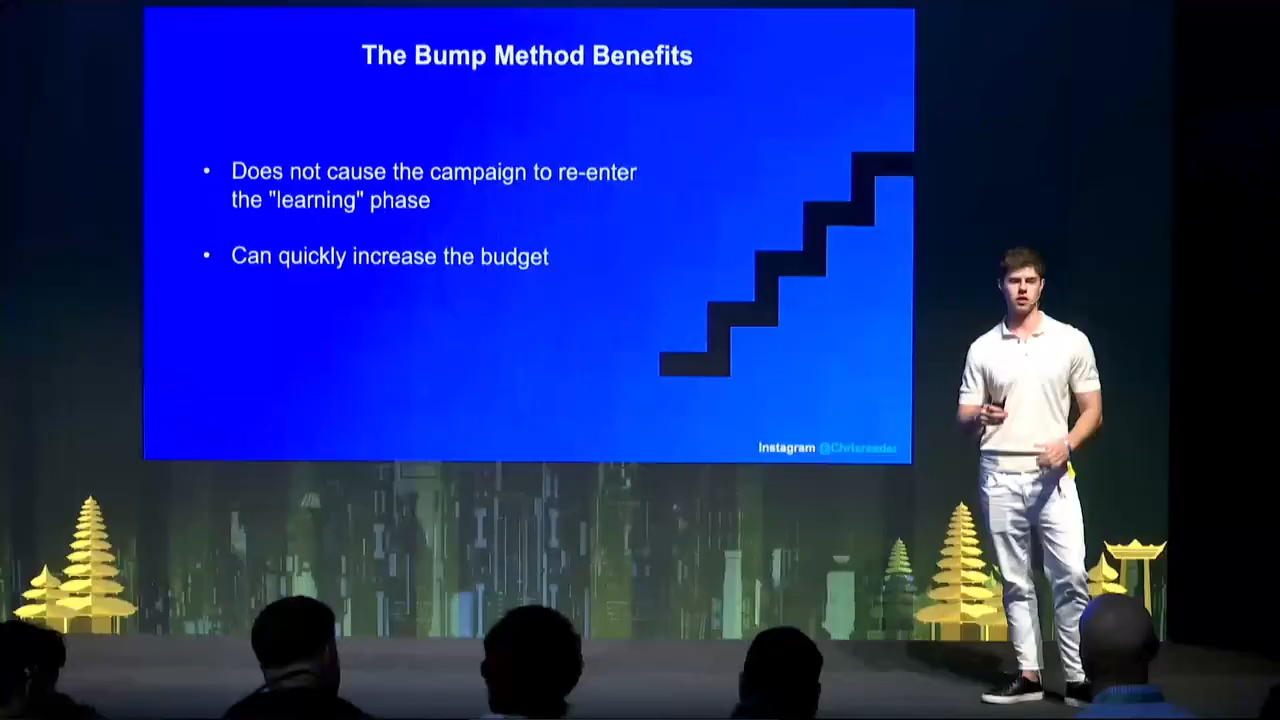 The Bump Method Benefits
• Does not cause the campaign to re-enter
the "learning" phase
• Can quickly increase the budget
Instagram @Chrisreader